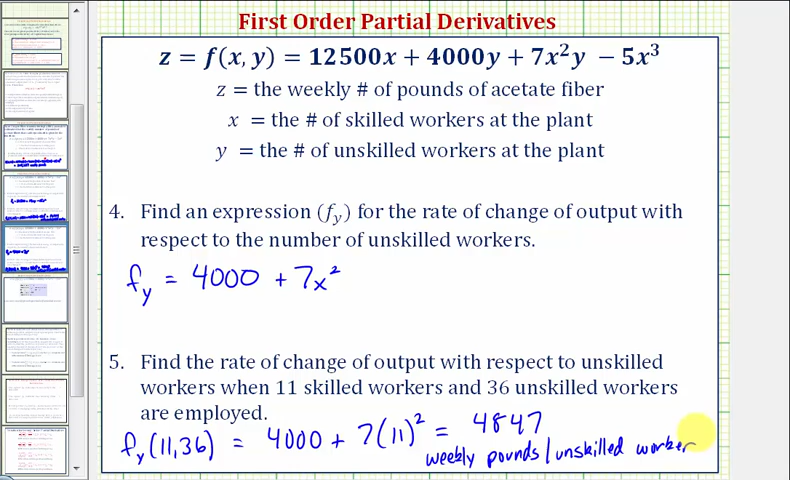 First Order Partial Derivatives
z = f(x, y) = 12500x + 4000y + 7x²y − 5x³
z = the weekly # of pounds of acetate fiber
x = the # of skilled workers at the plant
y = the # of unskilled workers at the plant
4. Find an expression (f_y) for the rate of change of output with
respect to the number of unskilled workers.
f_y = 4000 + 7x²
5. Find the rate of change of output with respect to unskilled
workers when 11 skilled workers and 36 unskilled workers
are employed.
f_y(11,36) = 4000 + 7(11)² = 4847
weekly pounds/unskilled worker